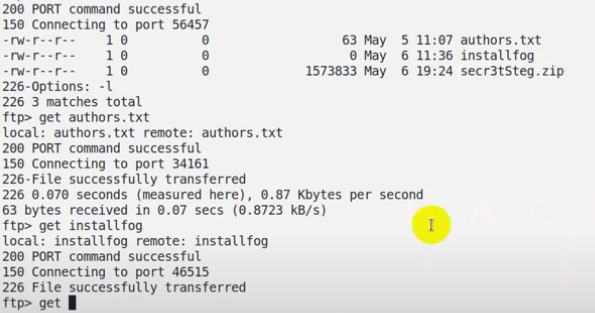 200 PORT command successful
150 Connecting to port 56457
-rw-r--r-- 1 0 0 63 May 5 11:07 authors.txt
-rw-r--r-- 1 0 0 0 May 6 11:36 installfog
-rw-r--r-- 1 0 0 1573833 May 6 19:24 secr3tSteg.zip
226-Options: -l
226 3 matches total
ftp> get authors.txt
local: authors.txt remote: authors.txt
200 PORT command successful
150 Connecting to port 34161
226-File successfully transferred
226 0.070 seconds (measured here), 0.87 Kbytes per second
63 bytes received in 0.07 secs (0.8723 kB/s)
ftp> get installfog
local: installfog remote: installfog
200 PORT command successful
150 Connecting to port 46515
226 File successfully transferred
ftp> get